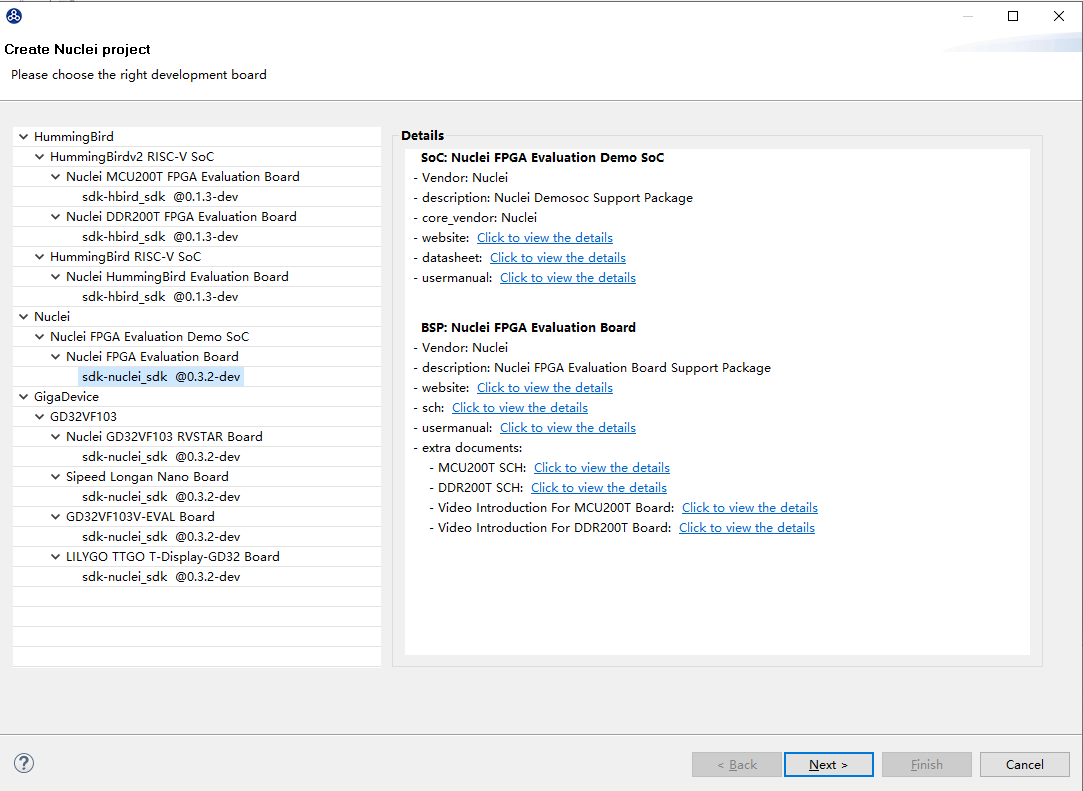 Create Nuclei project
Please choose the right development board
HummingBird
HummingBirdv2 RISC-V SoC
Nuclei MCU200T FPGA Evaluation Board
sdk-hbird_sdk @0.1.3-dev
Nuclei DDR200T FPGA Evaluation Board
sdk-hbird_sdk @0.1.3-dev
HummingBird RISC-V SoC
Nuclei HummingBird Evaluation Board
sdk-hbird_sdk @0.1.3-dev
Nuclei
Nuclei FPGA Evaluation Demo SoC
Nuclei FPGA Evaluation Board
sdk-nuclei_sdk @0.3.2-dev
GigaDevice
GD32VF103
Nuclei GD32VF103 RVSTAR Board
sdk-nuclei_sdk @0.3.2-dev
Sipeed Longan Nano Board
sdk-nuclei_sdk @0.3.2-dev
GD32VF103V-EVAL Board
sdk-nuclei_sdk @0.3.2-dev
LILYGO TTGO T-Display-GD32 Board
sdk-nuclei_sdk @0.3.2-dev
Details
SoC: Nuclei FPGA Evaluation Demo SoC
- Vendor: Nuclei
- description: Nuclei Demosoc Support Package
- core_vendor: Nuclei
- website: Click to view the details
- datasheet: Click to view the details
- usermanual: Click to view the details
BSP: Nuclei FPGA Evaluation Board
- Vendor: Nuclei
- description: Nuclei FPGA Evaluation Board Support Package
- website: Click to view the details
- sch: Click to view the details
- usermanual: Click to view the details
- extra documents:
- MCU200T SCH: Click to view the details
- DDR200T SCH: Click to view the details
- Video Introduction For MCU200T Board: Click to view the details
- Video Introduction For DDR200T Board: Click to view the details
?
< Back
Next >
Finish
Cancel